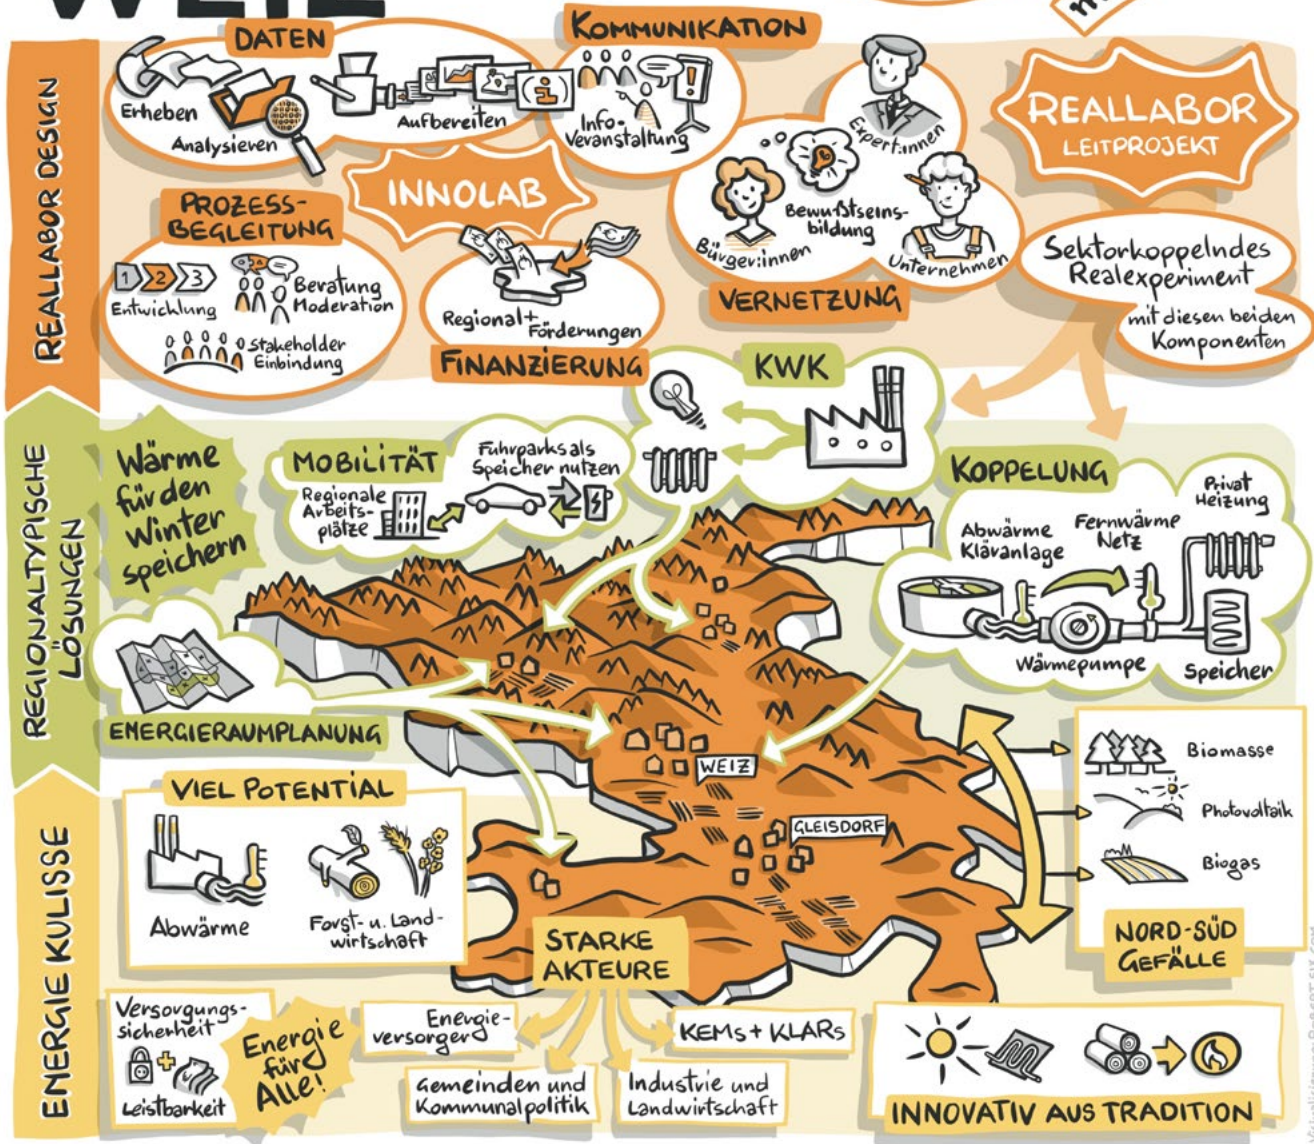 WEIZ
REALLABOR DESIGN
DATEN
Erheben
Analysieren
Aufbereiten
KOMMUNIKATION
Info-
Veranstaltung
INNOLAB
PROZESS-
BEGLEITUNG
1 2 3
Entwicklung
Beratung
Moderation
Stakeholder
Einbindung
Regional+
Förderungen
FINANZIERUNG
Expert:innen
Bewußtseins-
bildung
Bürger:innen
Unternehmen
VERNETZUNG
REALLABOR
LEITPROJEKT
Sektorkoppelndes
Realexperiment
mit diesen beiden
Komponenten
REGIONALTYPISCHE
LÖSUNGEN
Wärme
für den
Winter
speichern
MOBILITÄT
Regionale
Arbeits-
plätze
Fuhrparks als
Speicher nutzen
KWK
KOPPELUNG
Abwärme
Kläranlage
Fernwärme
Netz
Privat
Heizung
Wärmepumpe
Speicher
ENERGIERAUMPLANUNG
WEIZ
GLEISDORF
ENERGIE KULISSE
VIEL POTENTIAL
Abwärme
Forst- u. Land-
wirtschaft
Biomasse
Photovoltaik
Biogas
NORD-SÜD
GEFÄLLE
STARKE
AKTEURE
Energie-
versorger
KEMs + KLARs
Gemeinden und
Kommunalpolitik
Industrie und
Landwirtschaft
Versorgungs-
sicherheit
Leistbarkeit
Energie
für
Alle!
INNOVATIV AUS TRADITION